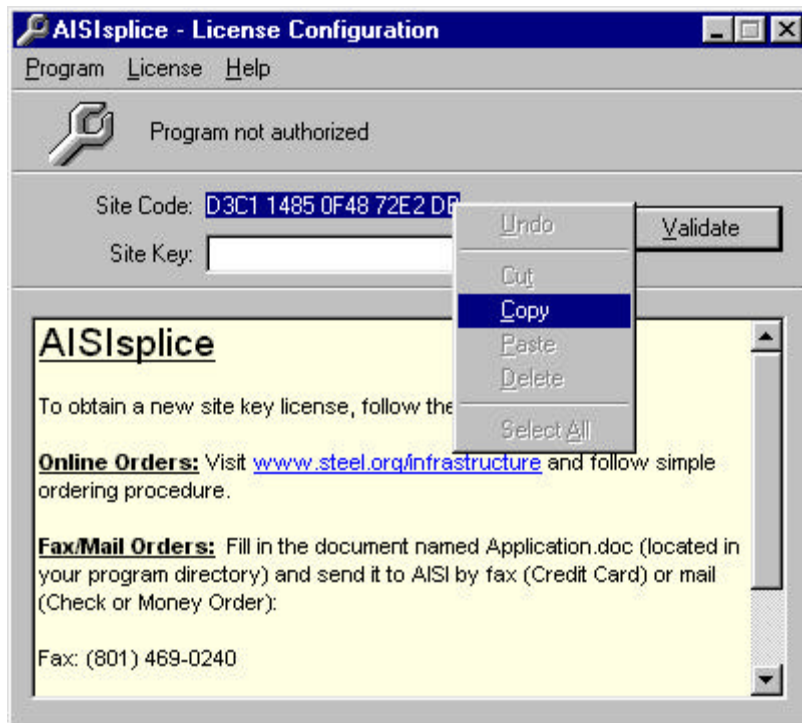 AISIsplice - License Configuration
Program License Help
Program not authorized
Site Code: D3C1 1485 0F48 72E2 DB
Undo
Validate
Site Key:
Cut
Copy
Paste
Delete
Select All
AISIsplice
To obtain a new site key license, follow the
Online Orders: Visit www.steel.org/infrastructure and follow simple
ordering procedure.
Fax/Mail Orders: Fill in the document named Application.doc (located in
your program directory) and send it to AISI by fax (Credit Card) or mail
(Check or Money Order):
Fax: (801) 469-0240